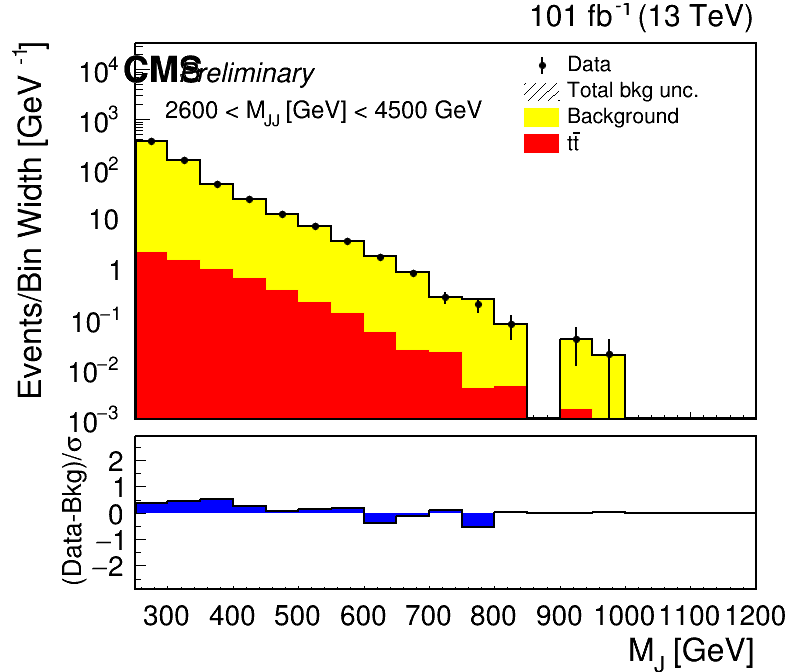 101 fb⁻¹ (13 TeV)
CMS Preliminary
2600 < M_JJ [GeV] < 4500 GeV
Data
Total bkg unc.
Background
tt̄
Events/Bin Width [GeV⁻¹]
10⁴
10³
10²
10
1
10⁻¹
10⁻²
10⁻³
(Data-Bkg)/σ
2
1
0
−1
−2
300 400 500 600 700 800 900 1000 1100 1200
M_J [GeV]